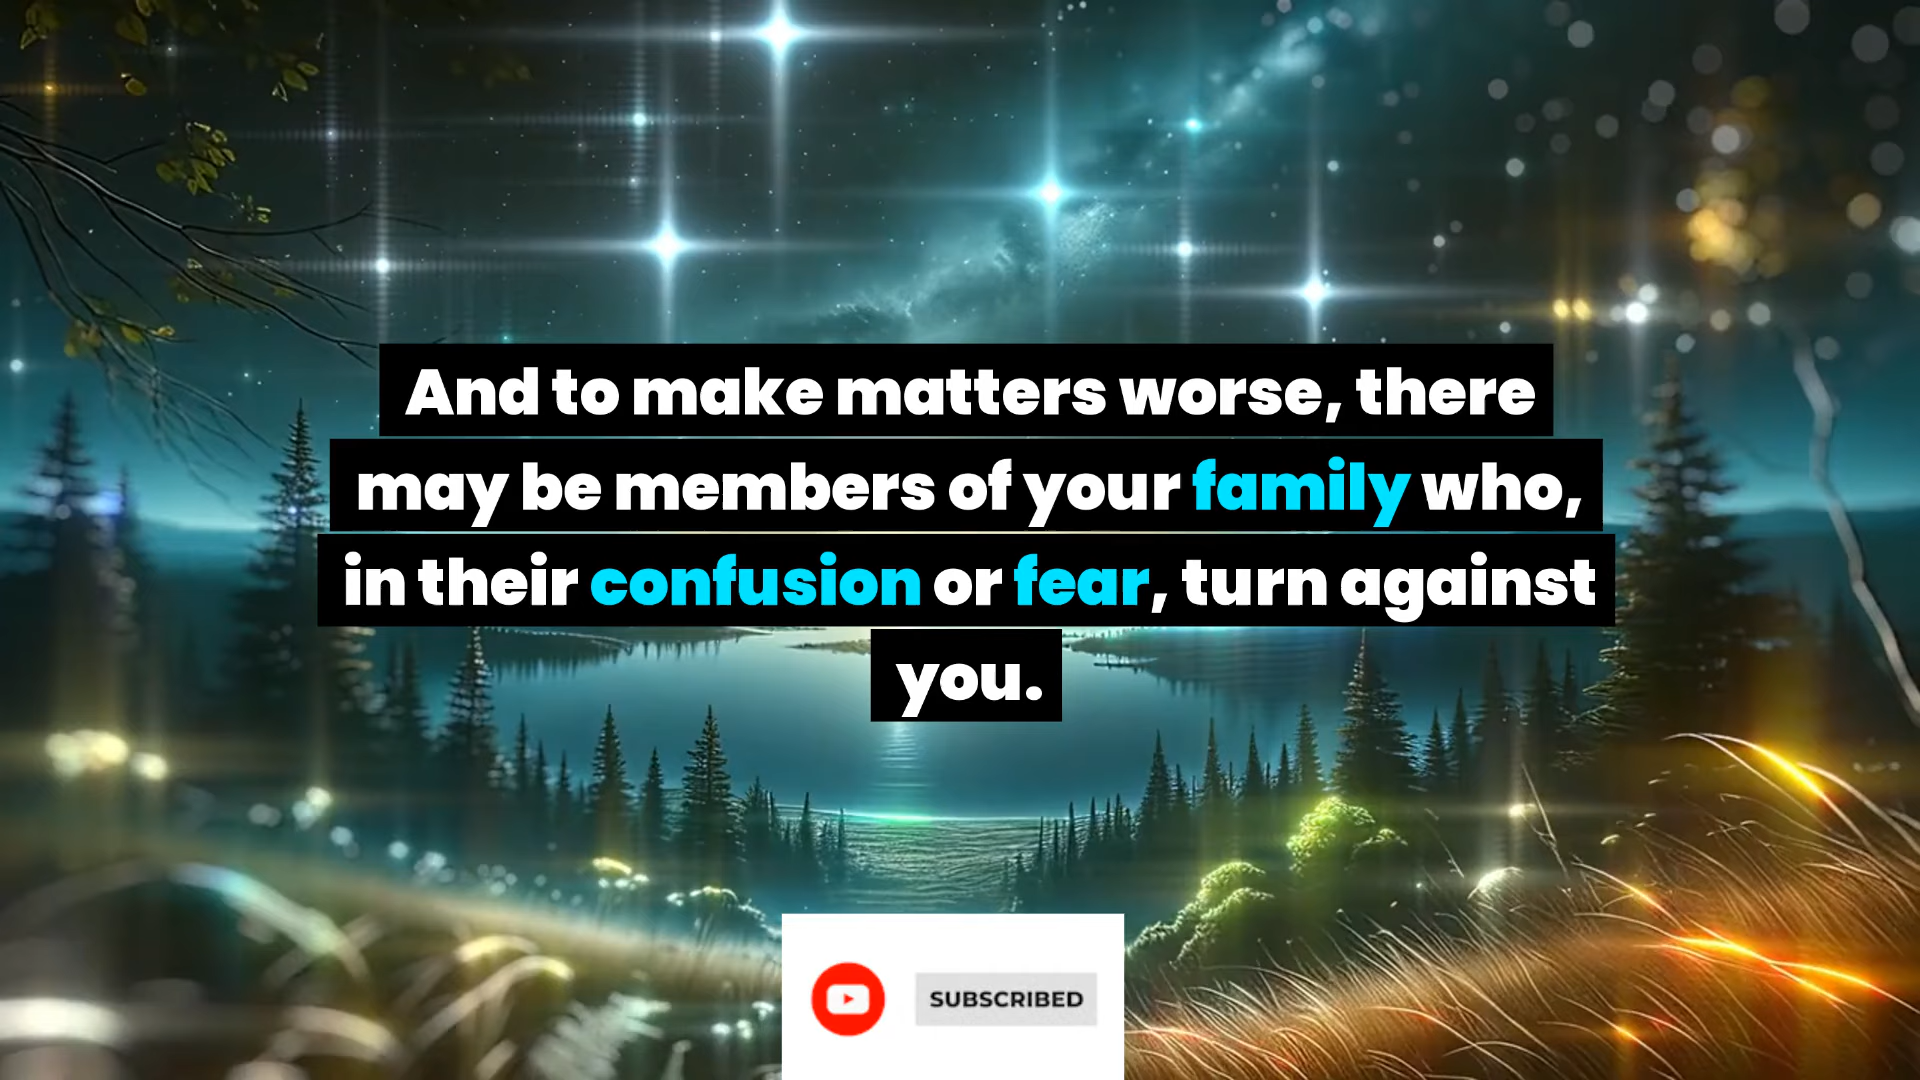 And to make matters worse, there
may be members of your family who,
in their confusion or fear, turn against
you.
SUBSCRIBED